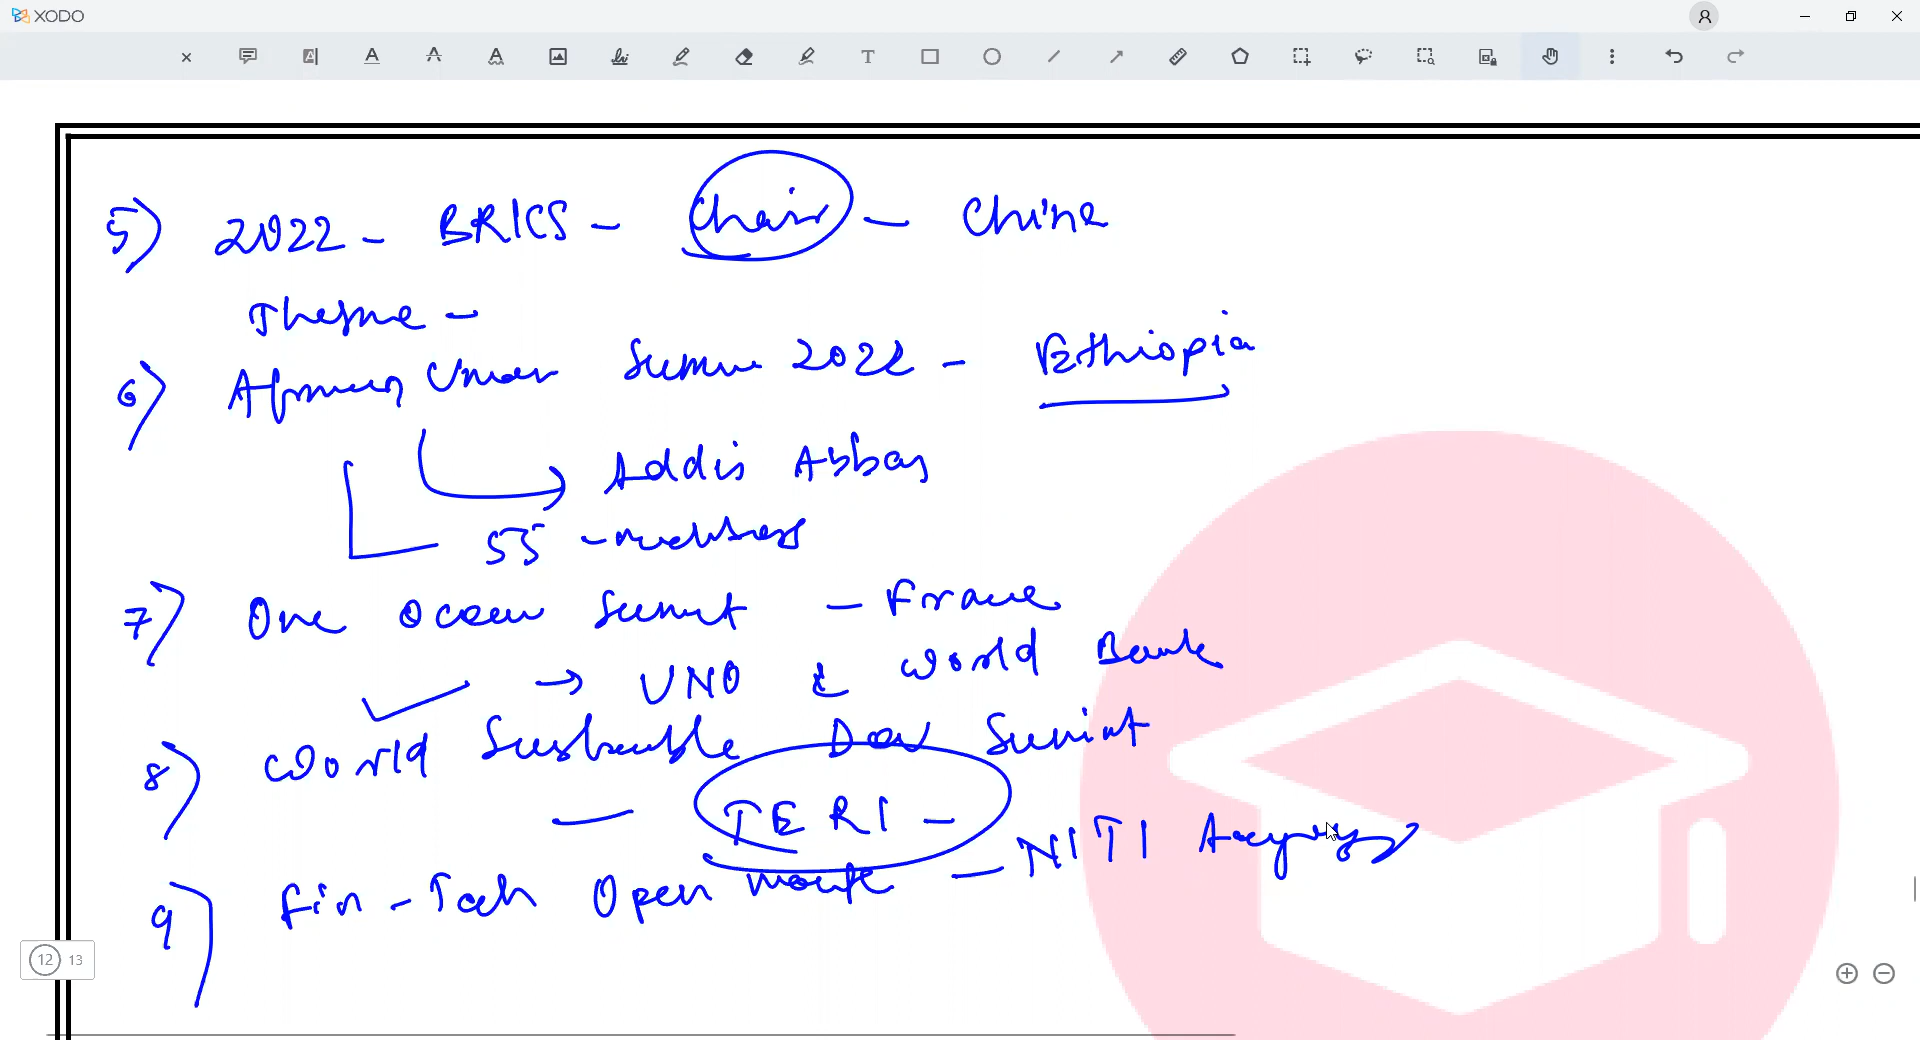 XODO
5) 2022 - BRICS - Chair - China
Theme -
6) African Union Summit 2022 - Ethiopia
Addis Abbas
55 - members
7) One Ocean Summit - France
→ UNO & World Bank
8) World Sustainable Dev Summit
- TERI -
9) Fin-Tech Open Month - NITI Aayog
12 13